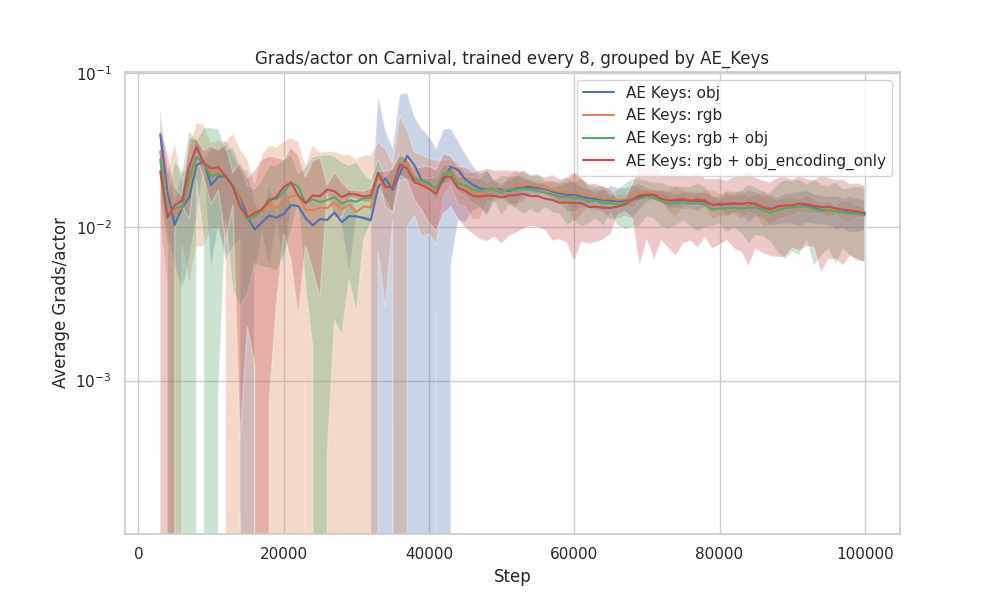 Grads/actor on Carnival, trained every 8, grouped by AE_Keys
AE Keys: obj
AE Keys: rgb
AE Keys: rgb + obj
AE Keys: rgb + obj_encoding_only
Average Grads/actor
10⁻¹
10⁻²
10⁻³
0
20000
40000
60000
80000
100000
Step